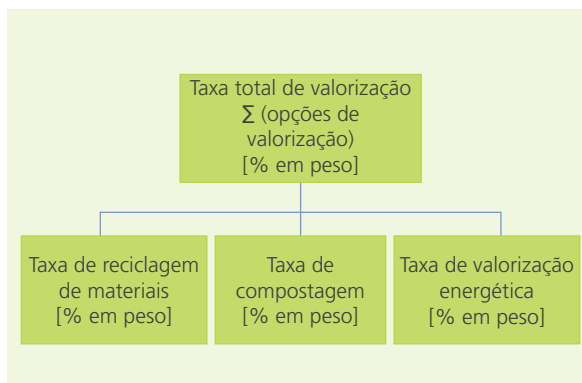 Taxa total de valorização
Σ (opções de
valorização)
[% em peso]
Taxa de reciclagem
de materiais
[% em peso]
Taxa de
compostagem
[% em peso]
Taxa de valorização
energética
[% em peso]